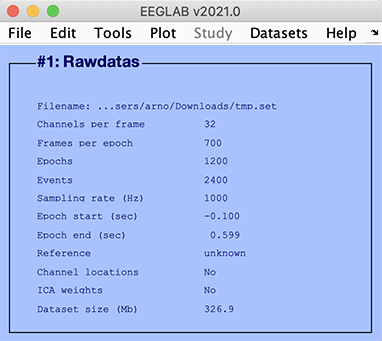 EEGLAB v2021.0
File Edit Tools Plot Study Datasets Help
#1: Rawdatas
Filename: ...sers/arno/Downloads/tmp.set
Channels per frame 32
Frames per epoch 700
Epochs 1200
Events 2400
Sampling rate (Hz) 1000
Epoch start (sec) -0.100
Epoch end (sec) 0.599
Reference unknown
Channel locations No
ICA weights No
Dataset size (Mb) 326.9